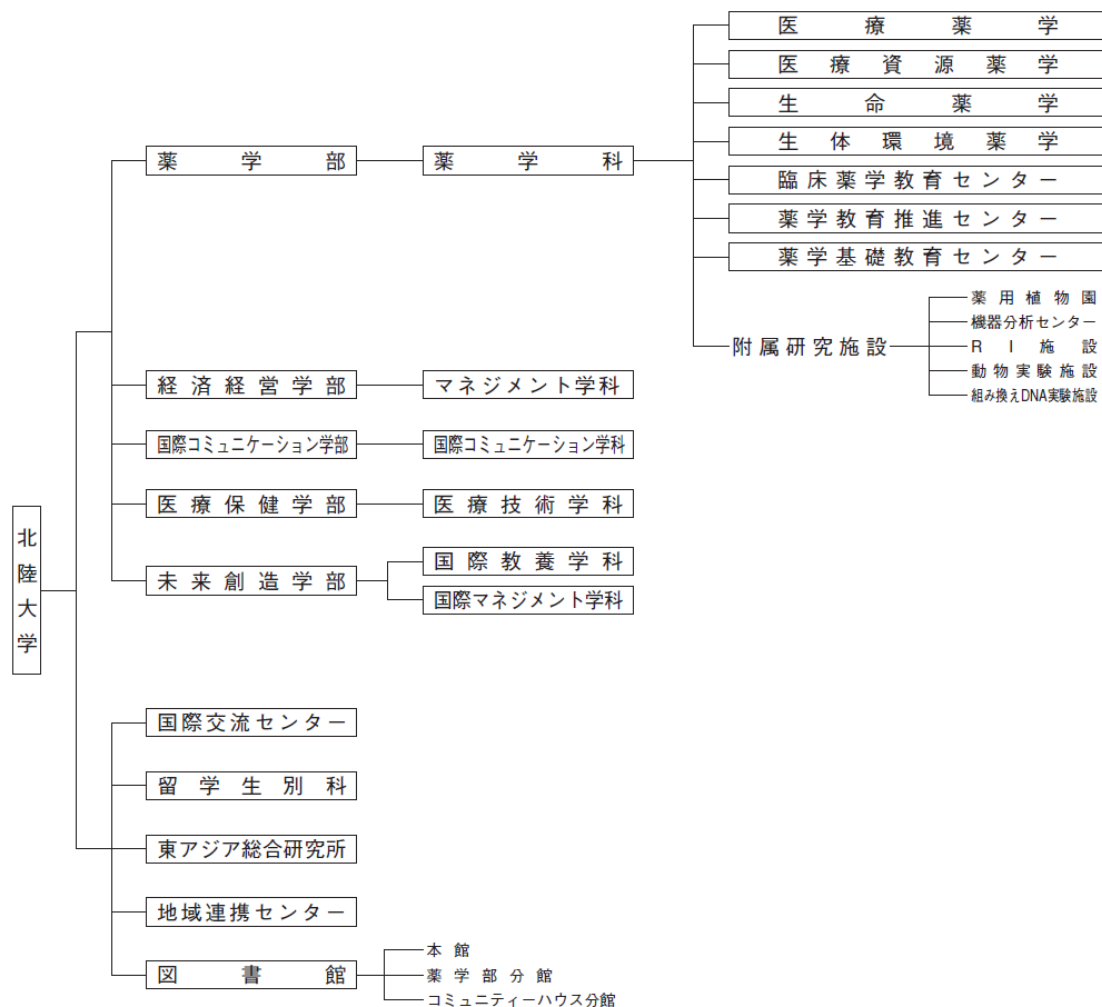 医療薬学
医療資源薬学
生命薬学
生体環境薬学
薬学部
薬学科
臨床薬学教育センター
薬学教育推進センター
薬学基礎教育センター
附属研究施設
薬用植物園
機器分析センター
RI施設
動物実験施設
組み換えDNA実験施設
経済経営学部
マネジメント学科
国際コミュニケーション学部
国際コミュニケーション学科
医療保健学部
医療技術学科
北陸大学
未来創造学部
国際教養学科
国際マネジメント学科
国際交流センター
留学生別科
東アジア総合研究所
地域連携センター
図書館
本館
薬学部分館
コミュニティーハウス分館